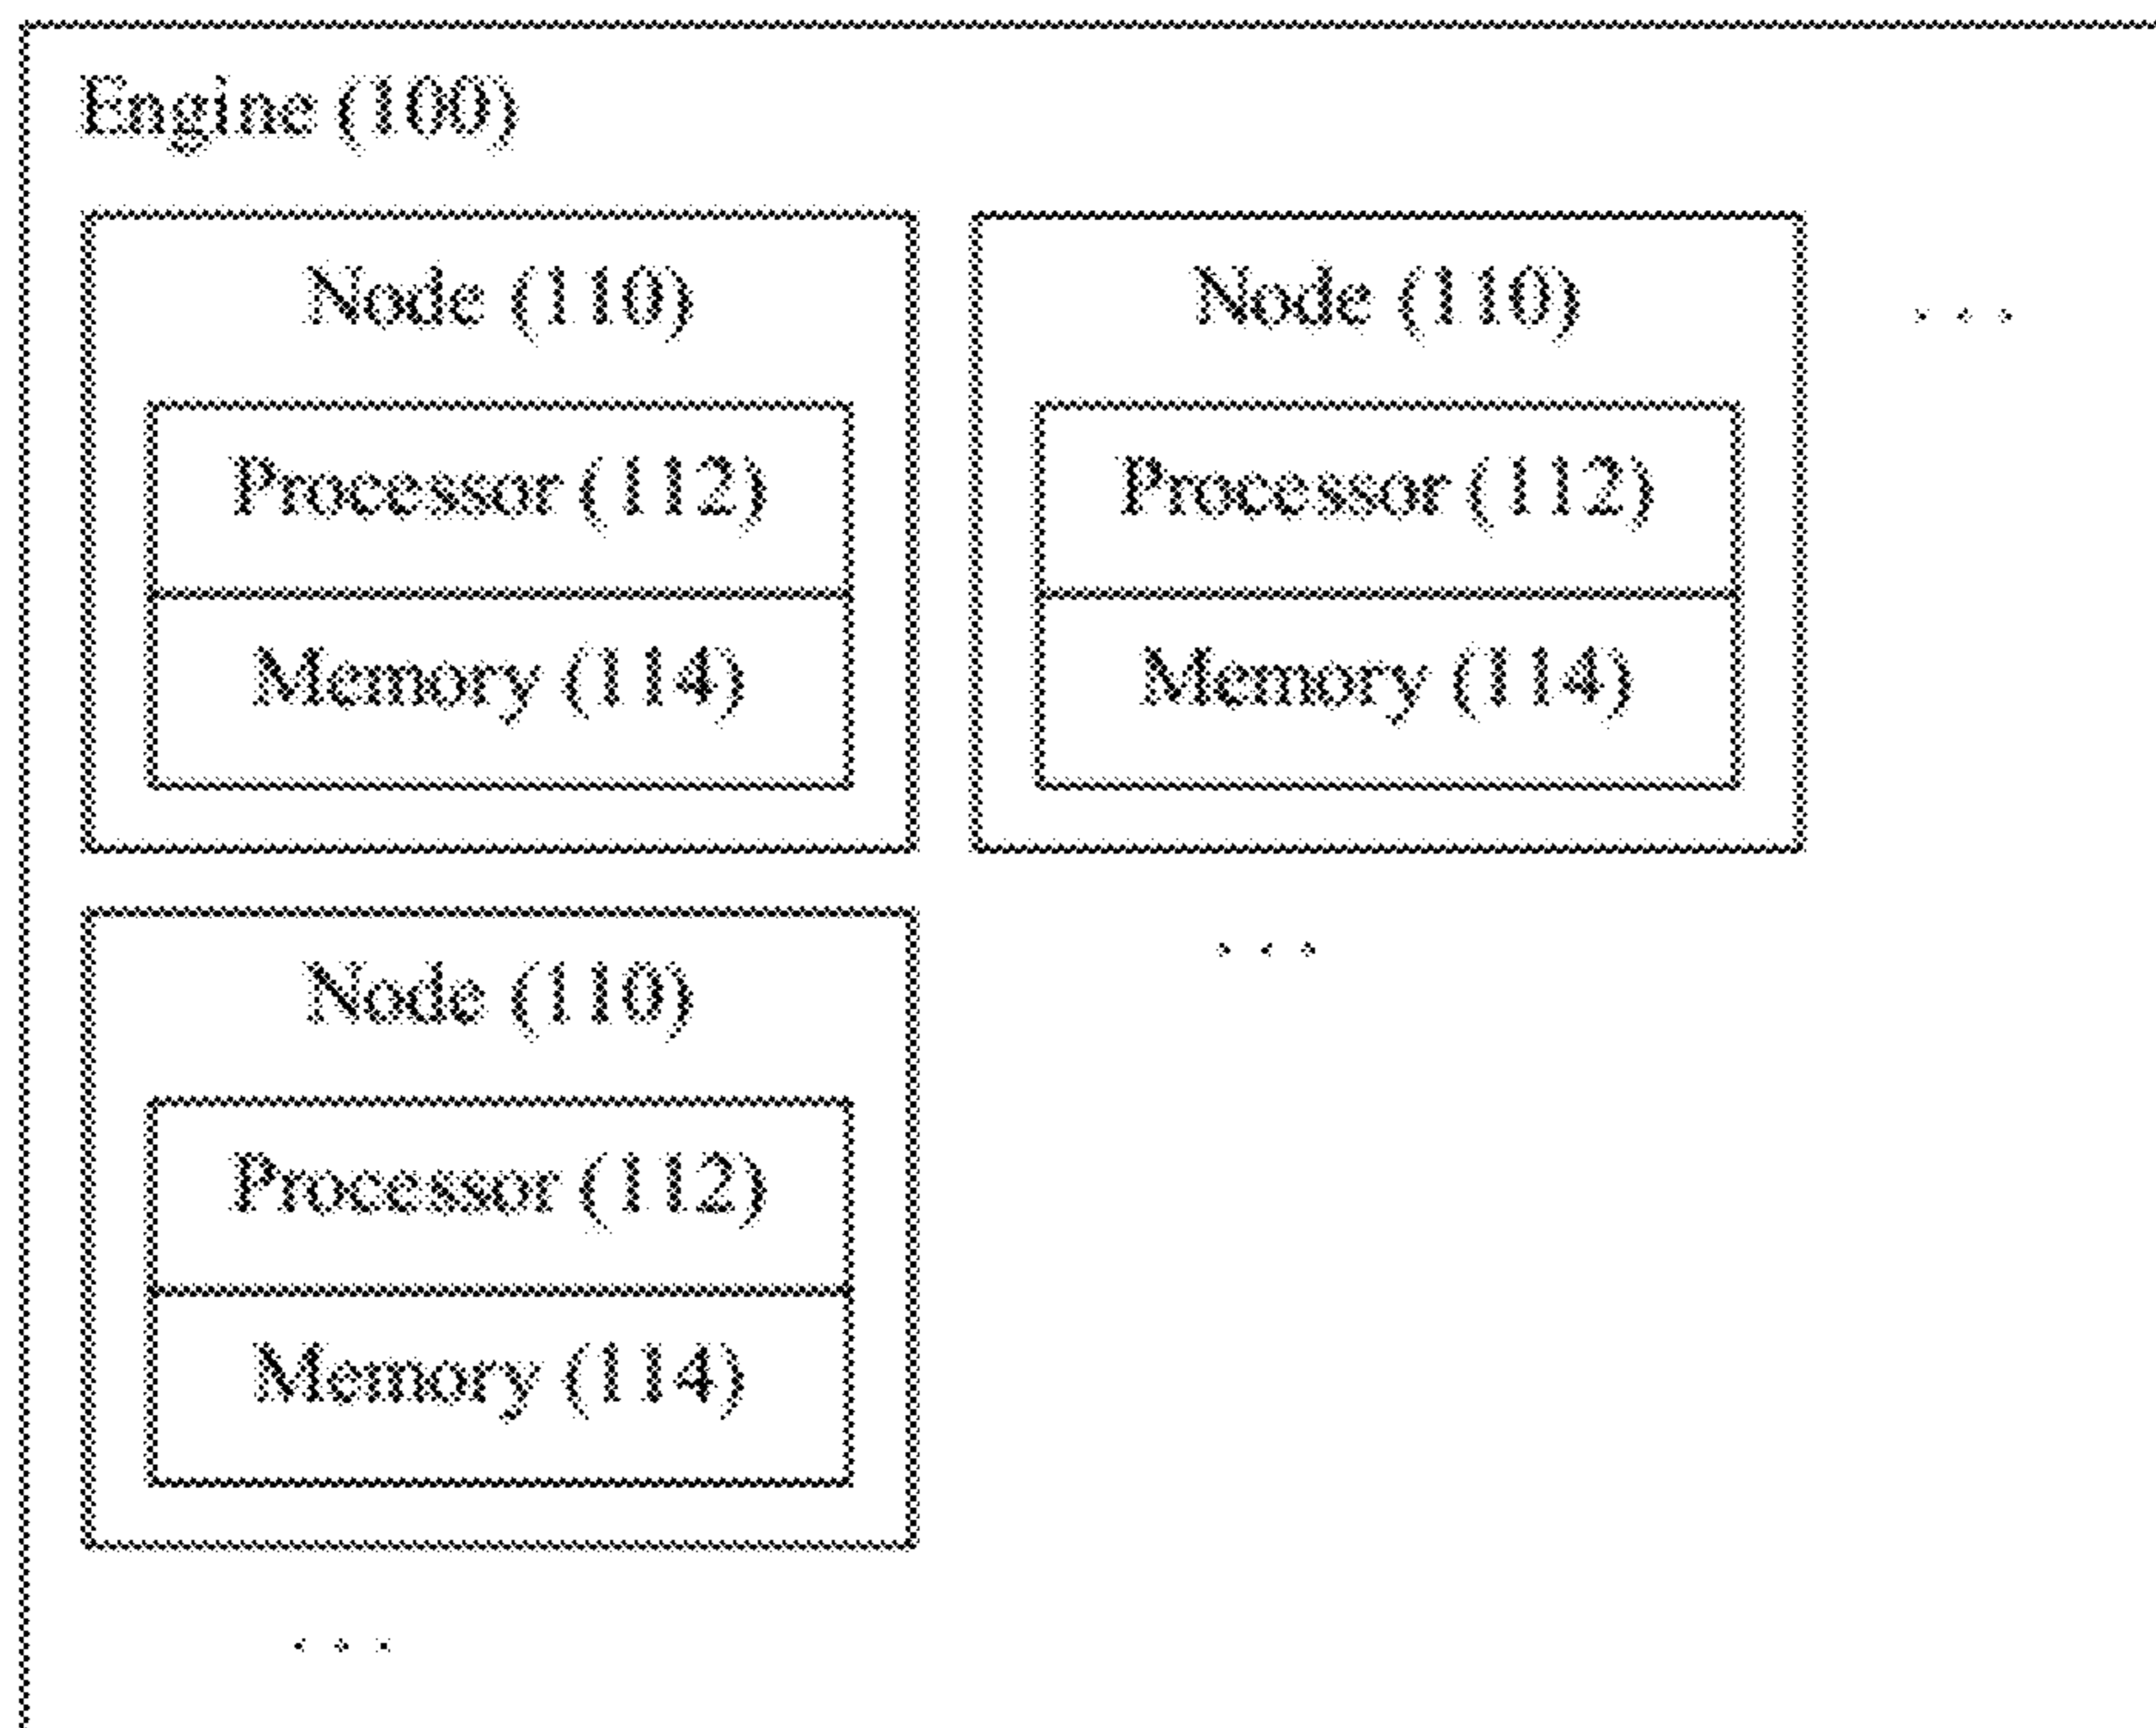 Engine (100)
Node (110)
Processor (112)
Memory (114)
Node (110)
Processor (112)
Memory (114)
. . .
Node (110)
Processor (112)
Memory (114)
. . .
. . .